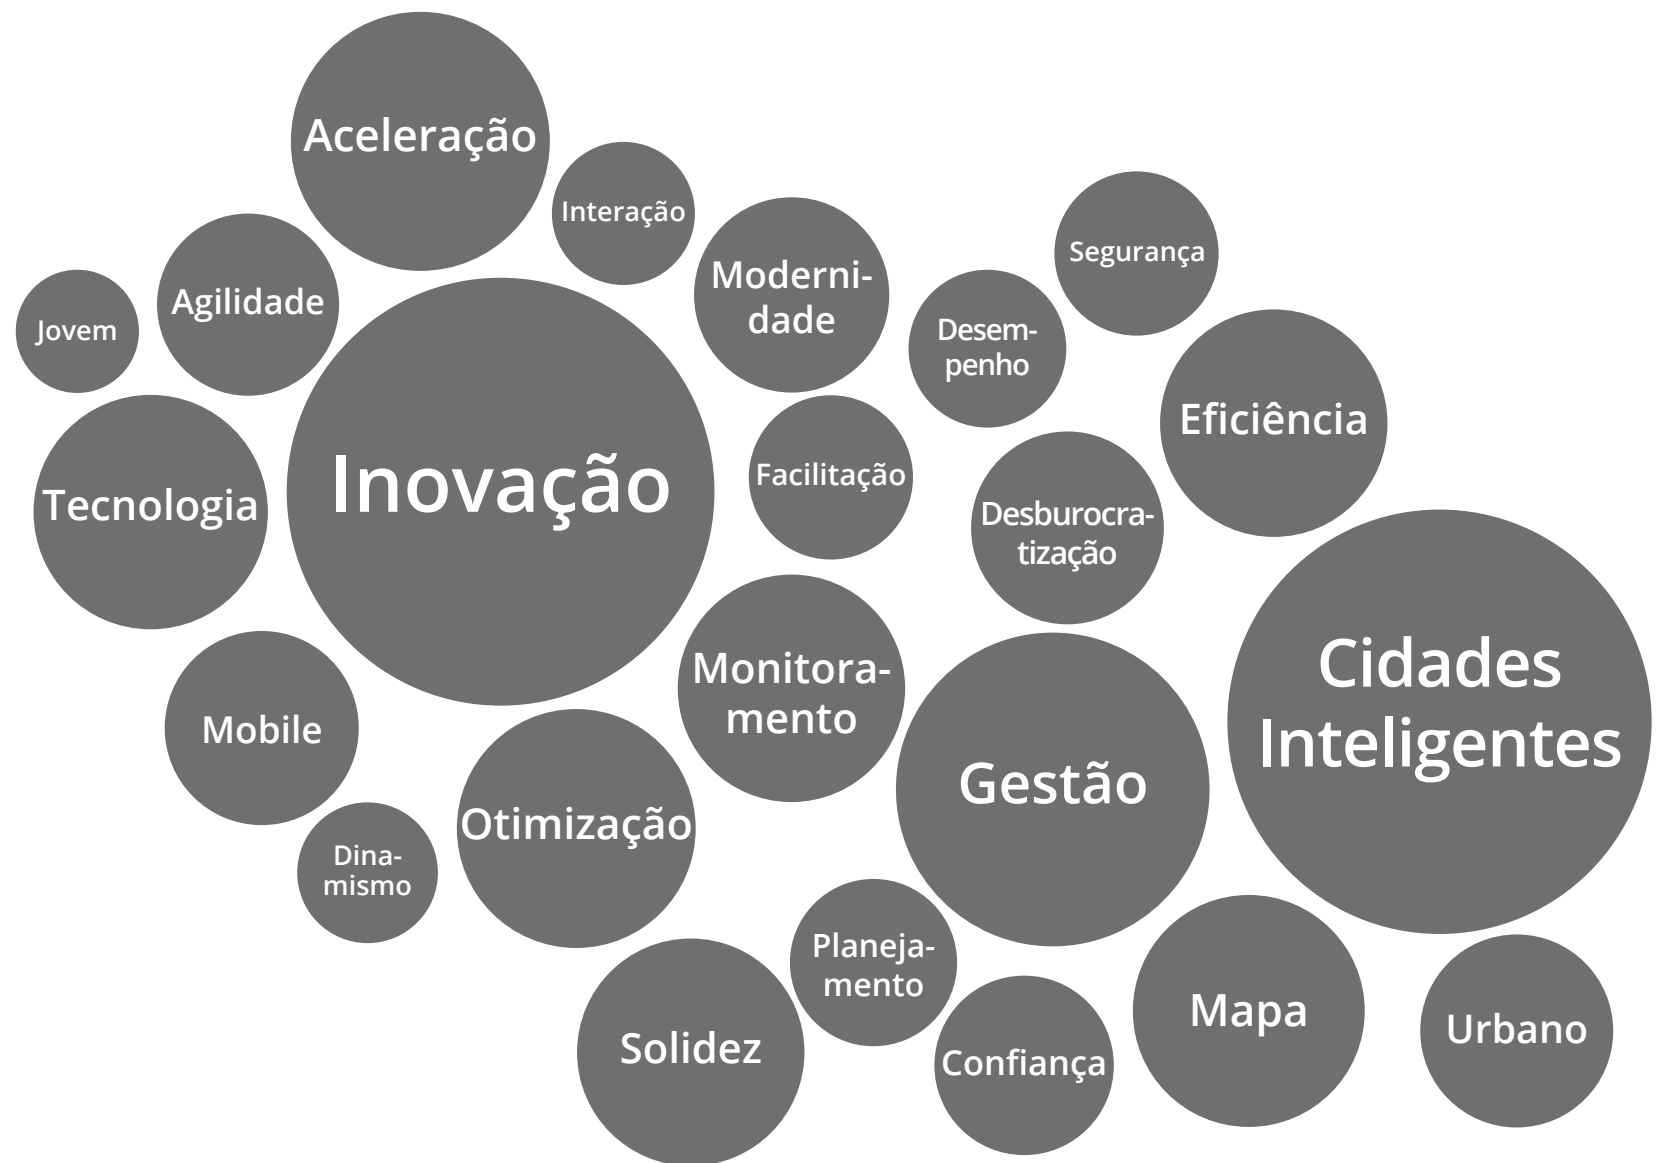 Aceleração
Interação
Segurança
Moderni-
dade
Agilidade
Jovem
Desem-
penho
Eficiência
Inovação
Facilitação
Tecnologia
Desburocra-
tização
Cidades
Inteligentes
Monitora-
mento
Mobile
Gestão
Otimização
Dina-
mismo
Planeja-
mento
Mapa
Urbano
Solidez
Confiança